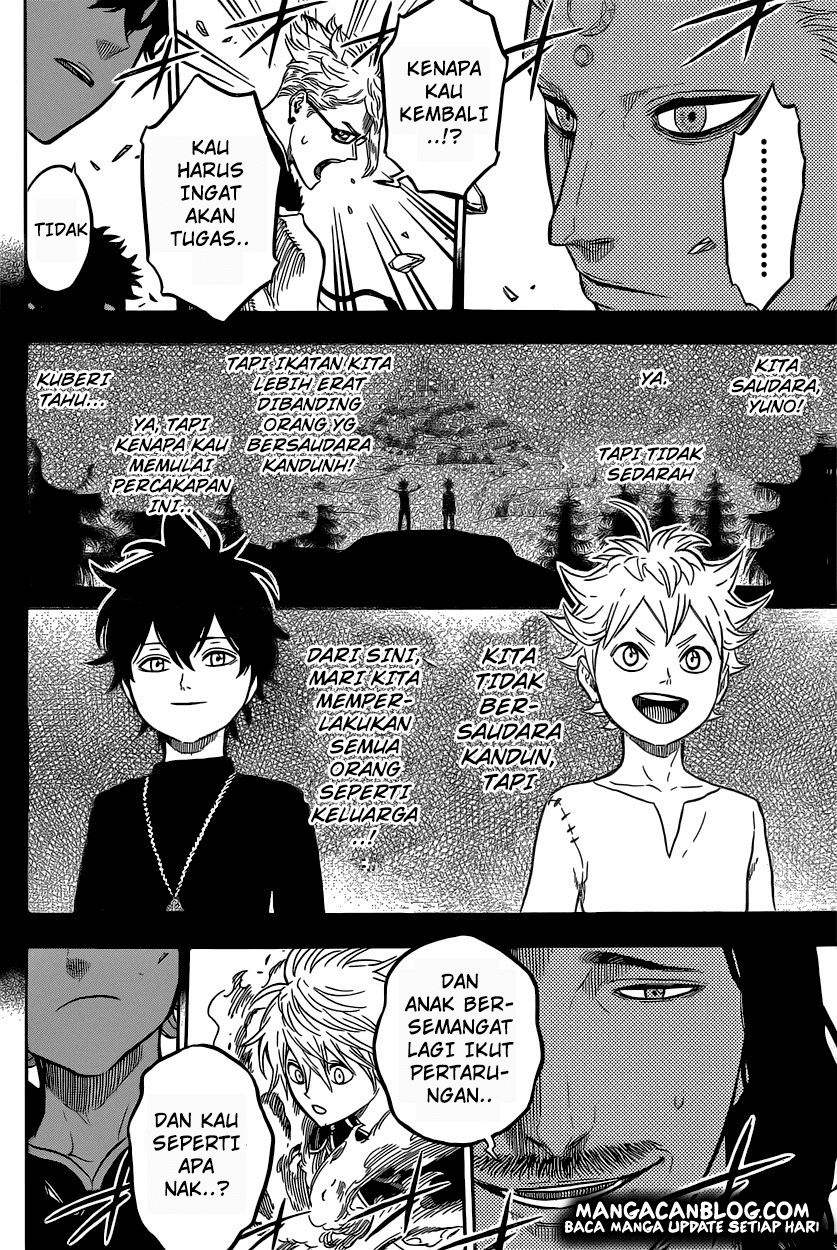 KENAPA
KAU
KEMBALI
..!?
KAU
HARUS
INGAT
AKAN
TUGAS..
TIDAK
KITA
SAUDARA,
YUNO!
YA.
TAPI TIDAK
SEDARAH
TAPI IKATAN KITA
LEBIH ERAT
DIBANDING
ORANG YG
BERSAUDARA
KANDUNH!
YA, TAPI
KENAPA KAU
MEMULAI
PERCAKAPAN
INI..
KUBERI
TAHU...
KITA
TIDAK
BER-
SAUDARA
KANDUN,
TAPI
DARI SINI,
MARI KITA
MEMPER-
LAKUKAN
SEMUA
ORANG
SEPERTI
KELUARGA
..!
DAN
ANAK BER-
SEMANGAT
LAGI IKUT
PERTARU-
NGAN..
DAN KAU
SEPERTI
APA
NAK..?
MANGACANBLOG.COM
BACA MANGA UPDATE SETIAP HARI